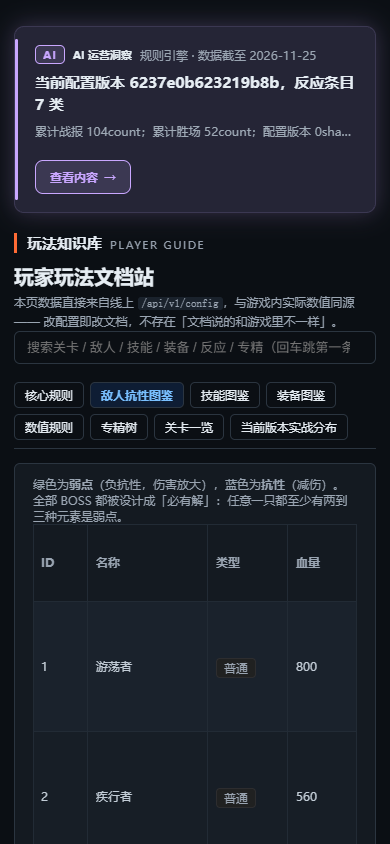 AI AI 运营洞察 规则引擎 · 数据截至 2026-11-25
当前配置版本 6237e0b623219b8b，反应条目
7 类
累计战报 104count；累计胜场 52count；配置版本 0sha...
查看内容 →
玩法知识库 PLAYER GUIDE
玩家玩法文档站
本页数据直接来自线上 /api/v1/config，与游戏内实际数值同源
—— 改配置即改文档，不存在「文档说的和游戏里不一样」。
搜索关卡 / 敌人 / 技能 / 装备 / 反应 / 专精（回车跳第一条
核心规则 敌人抗性图鉴 技能图鉴 装备图鉴
数值规则 专精树 关卡一览 当前版本实战分布
绿色为弱点（负抗性，伤害放大），蓝色为抗性（减伤）。
全部 BOSS 都被设计成「必有解」：任意一只都至少有两到
三种元素是弱点。
ID 名称 类型 血量
1 游荡者 普通 800
2 疾行者 普通 560